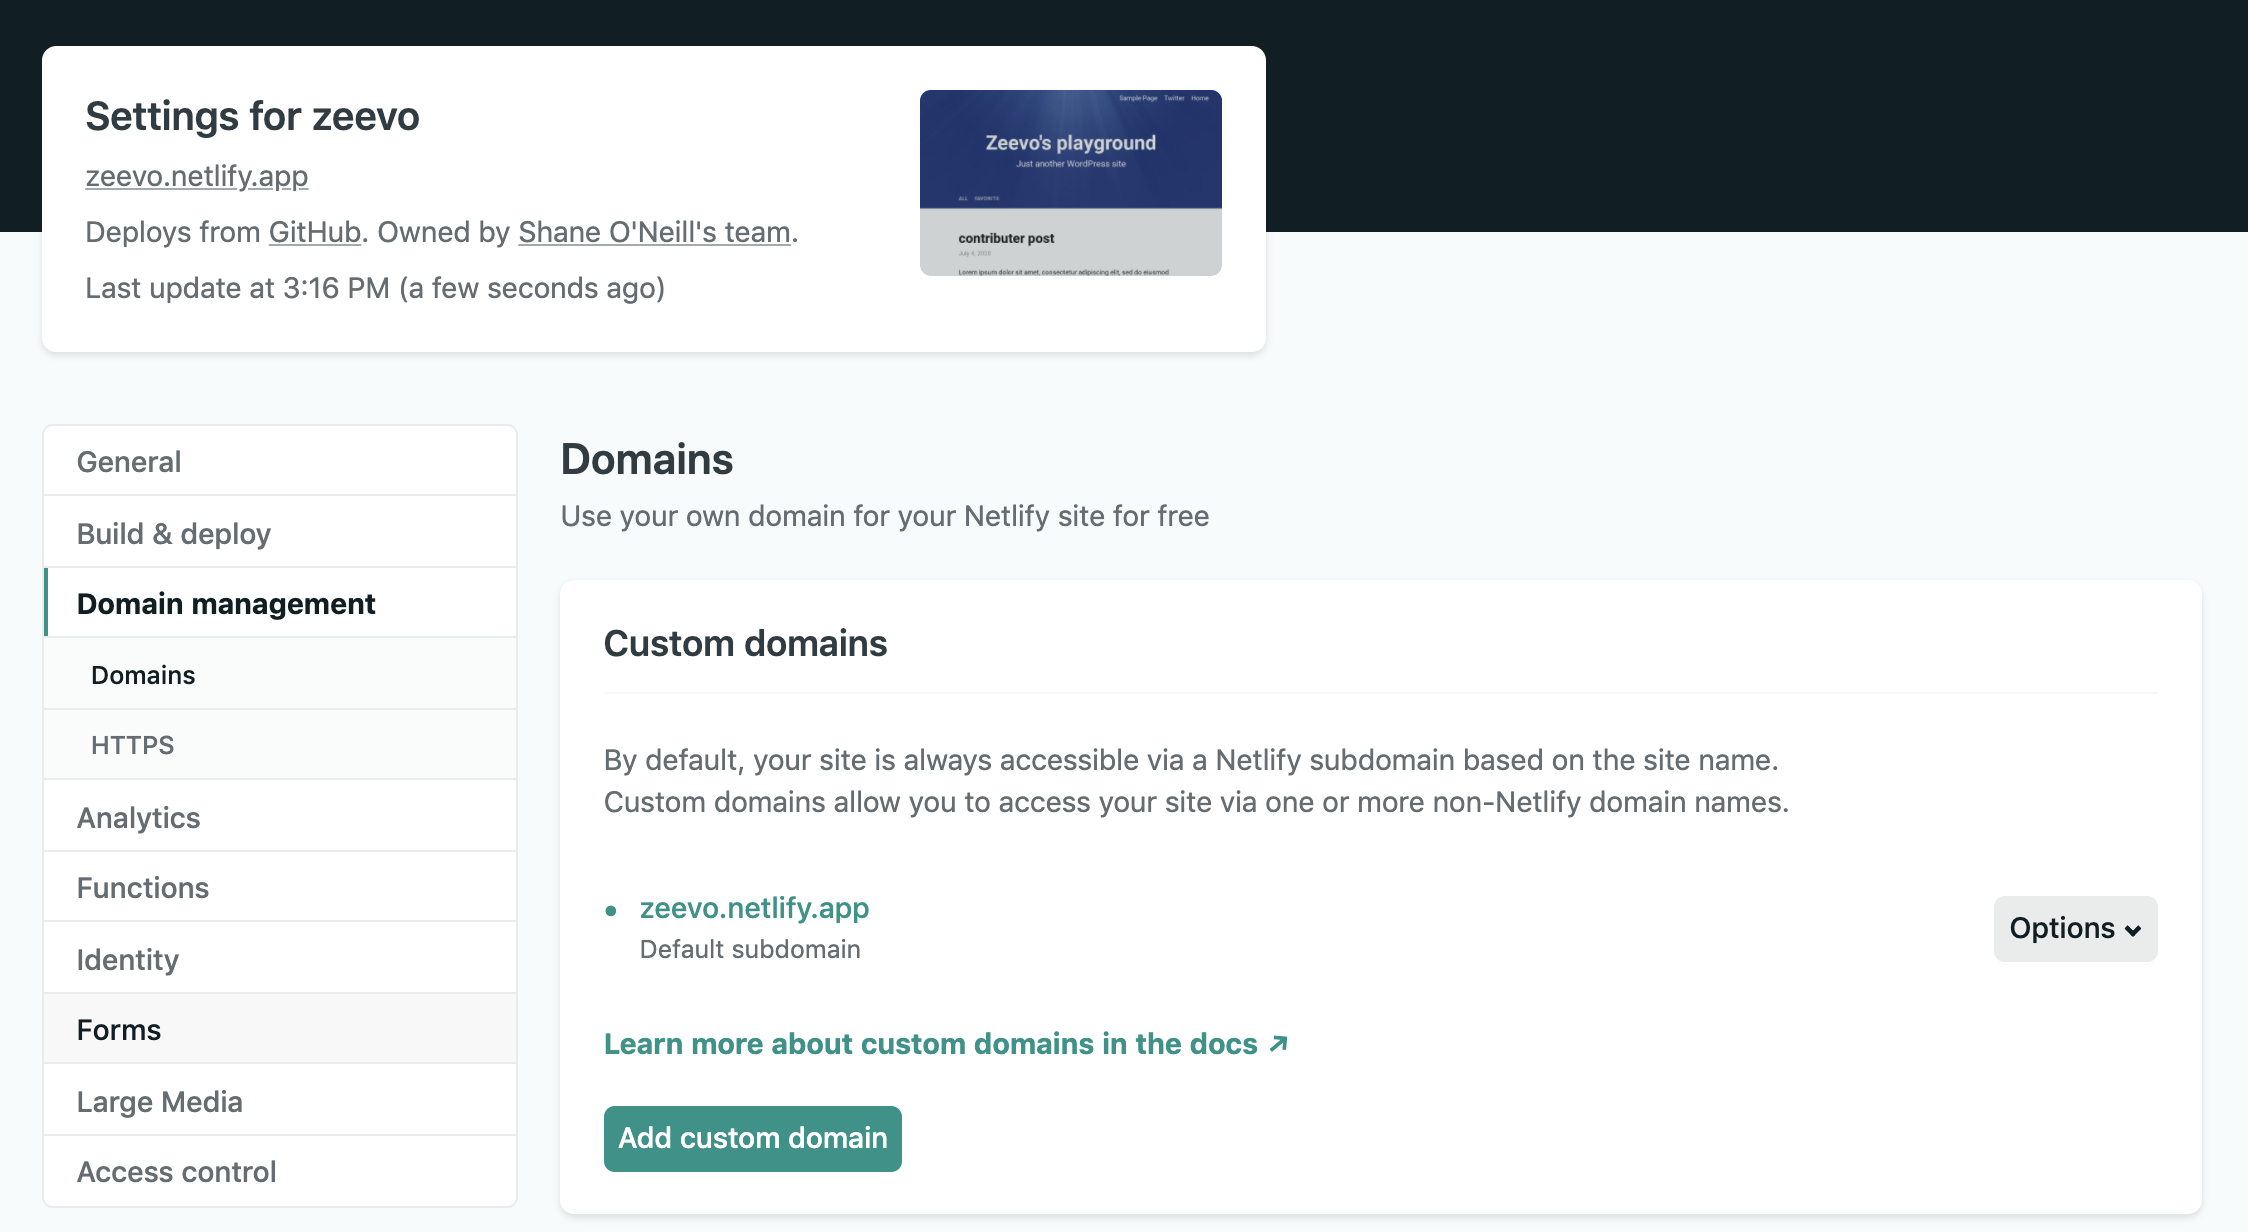 Settings for zeevo
zeevo.netlify.app
Deploys from GitHub. Owned by Shane O'Neill's team.
Last update at 3:16 PM (a few seconds ago)
Sample Page Twitter Home
Zeevo's playground
Just another WordPress site
ALL FAVORITE
contributer post
July 4, 2020
Lorem ipsum dolor sit amet, consectetur adipiscing elit, sed do eiusmod
General
Build & deploy
Domain management
Domains
HTTPS
Analytics
Functions
Identity
Forms
Large Media
Access control
Domains
Use your own domain for your Netlify site for free
Custom domains
By default, your site is always accessible via a Netlify subdomain based on the site name.
Custom domains allow you to access your site via one or more non-Netlify domain names.
zeevo.netlify.app
Default subdomain
Options
Learn more about custom domains in the docs ↗
Add custom domain